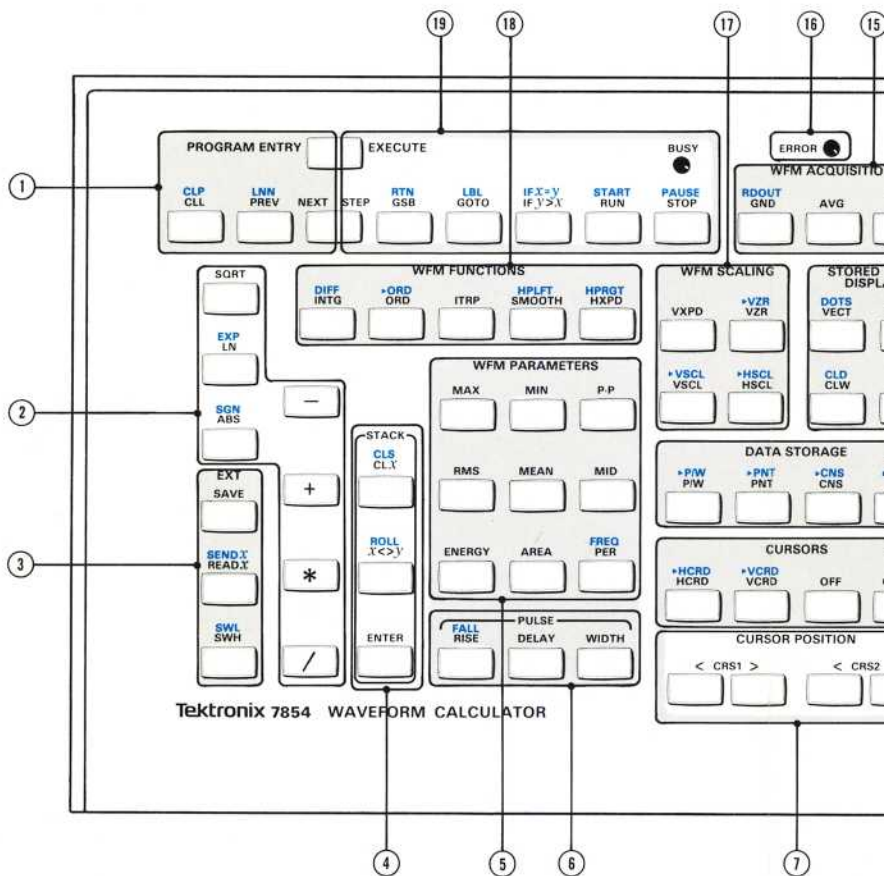 19 18 17 16 15
PROGRAM ENTRY EXECUTE BUSY ERROR
WFM ACQUISITIO
1
CLP LNN RTN LBL IFx=y START PAUSE RDOUT
CLL PREV NEXT STEP GSB GOTO IF y>x RUN STOP GND AVG
SQRT
WFM FUNCTIONS
DIFF ▸ORD HPLFT HPRGT
INTG ORD ITRP SMOOTH HXPD
WFM SCALING
▸VZR
VXPD VZR
▸VSCL ▸HSCL
VSCL HSCL
STORED
DISPL
DOTS
VECT
CLD
CLW
EXP
LN
SGN
ABS
2
−
+
*
/
WFM PARAMETERS
MAX MIN P-P
RMS MEAN MID
FREQ
ENERGY AREA PER
STACK
CLS
CLx
ROLL
x<>y
ENTER
EXT
SAVE
SENDx
READx
SWL
SWH
3
DATA STORAGE
▸P/W ▸PNT ▸CNS
P/W PNT CNS
CURSORS
▸HCRD ▸VCRD
HCRD VCRD OFF
PULSE
FALL
RISE DELAY WIDTH
CURSOR POSITION
< CRS1 > < CRS2
Tektronix 7854 WAVEFORM CALCULATOR
4 5 6 7